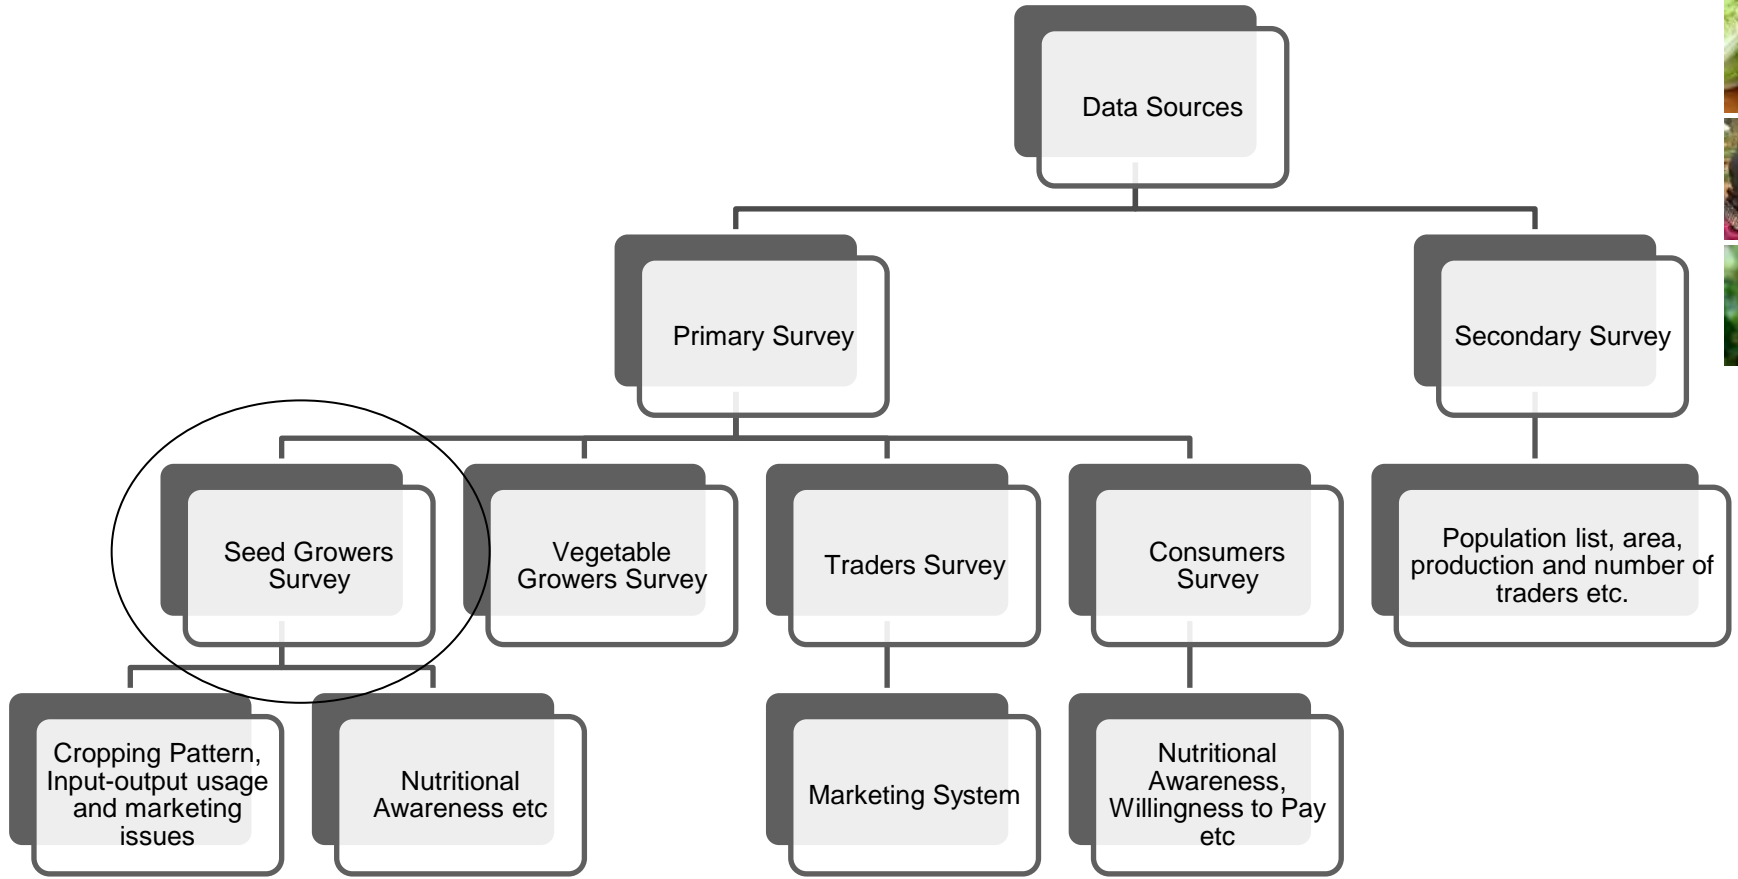 Data Sources
Primary Survey
Secondary Survey
Seed Growers
Survey
Vegetable
Growers Survey
Traders Survey
Consumers
Survey
Population list, area,
production and number of
traders etc.
Cropping Pattern,
Input-output usage
and marketing
issues
Nutritional
Awareness etc
Marketing System
Nutritional
Awareness,
Willingness to Pay
etc